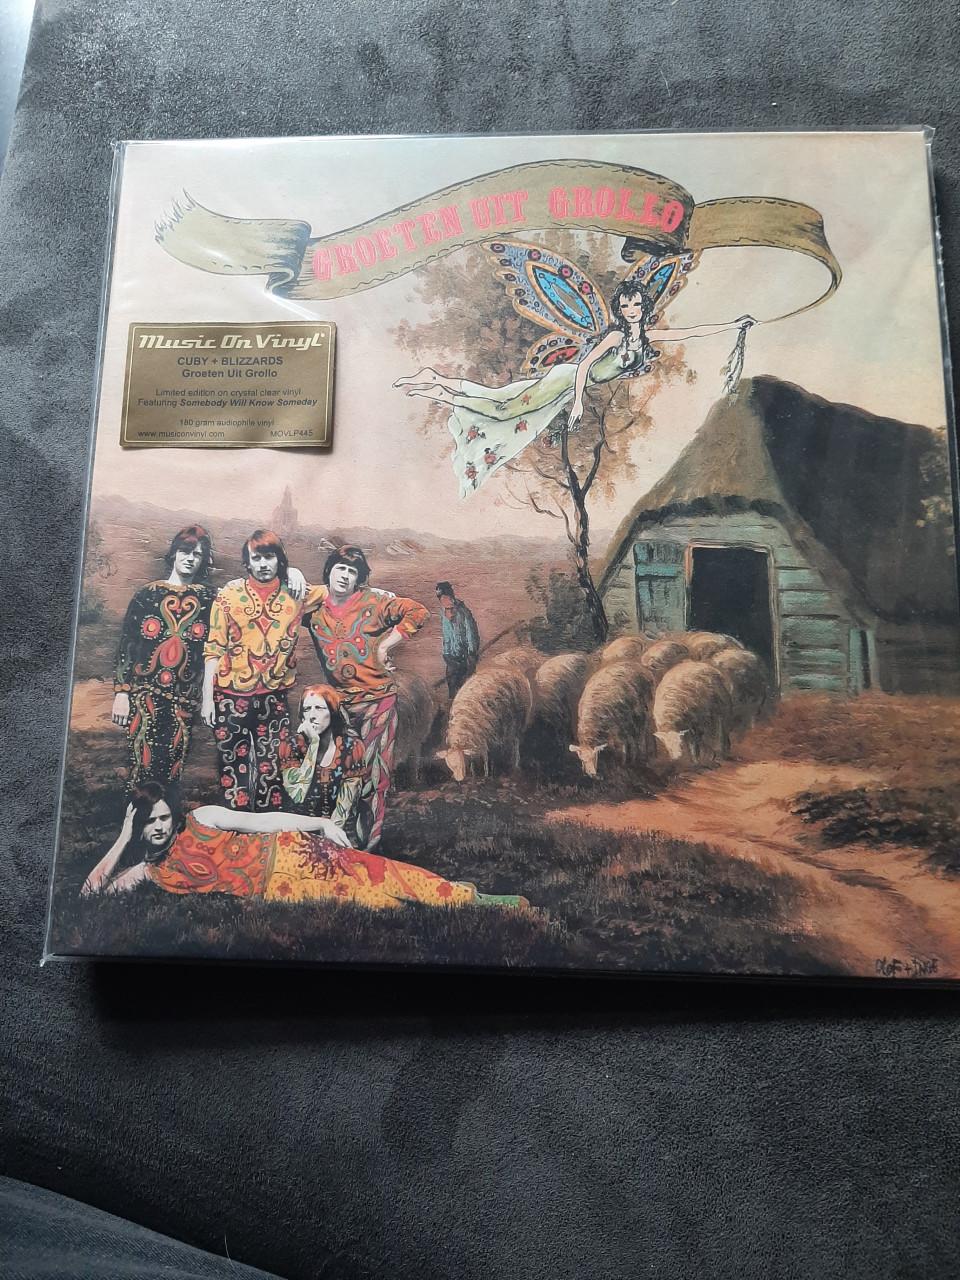 GROETEN UIT GROLLO
Music On Vinyl
CUBY + BLIZZARDS
Groeten Uit Grollo
Limited edition on crystal clear vinyl
Featuring Somebody Will Know Someday
180 gram audiophile vinyl
www.musiconvinyl.com MOVLP445